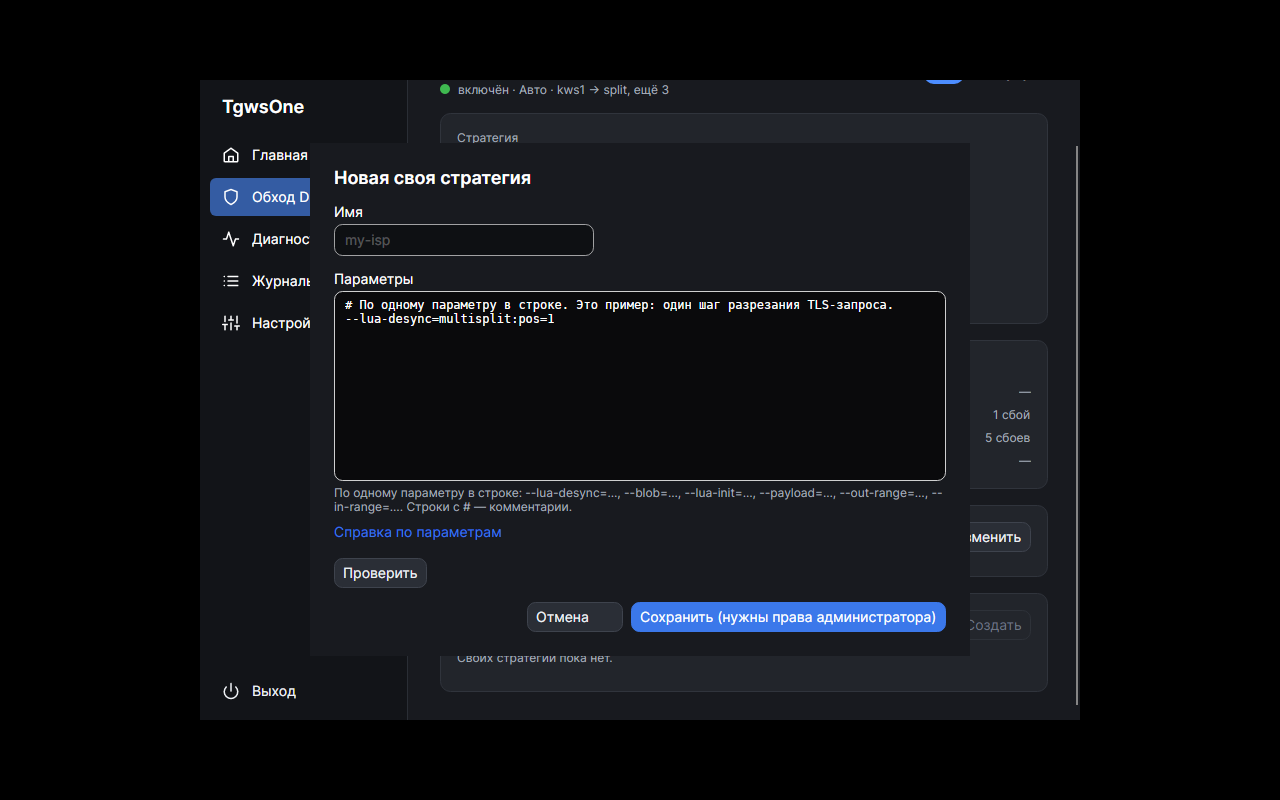 TgwsOne
Главная
Обход D
Диагнос
Журналь
Настрой
Выход
включён · Авто · kws1 → split, ещё 3
Стратегия
Новая своя стратегия
Имя
my-isp
Параметры
# По одному параметру в строке. Это пример: один шаг разрезания TLS-запроса.
--lua-desync=multisplit:pos=1
По одному параметру в строке: --lua-desync=..., --blob=..., --lua-init=..., --payload=..., --out-range=..., --
in-range=.... Строки с # — комментарии.
Справка по параметрам
Проверить
Отмена
Сохранить (нужны права администратора)
—
1 сбой
5 сбоев
—
зменить
Создать
Своих стратегий пока нет.